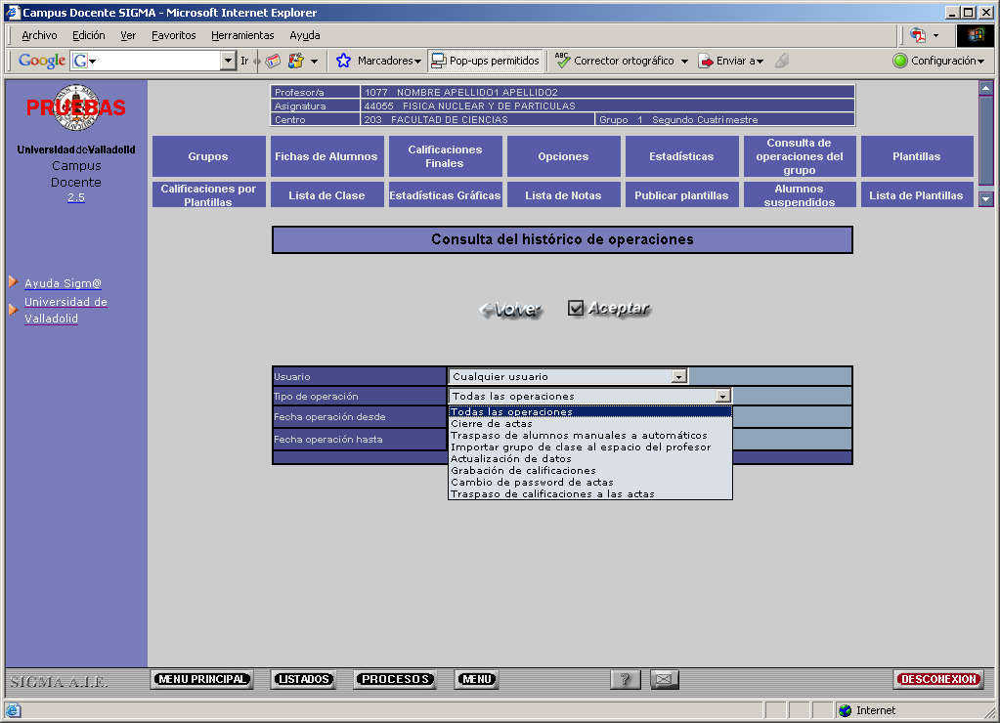 Campus Docente SIGMA - Microsoft Internet Explorer
Archivo Edición Ver Favoritos Herramientas Ayuda
Google G Ir Marcadores Pop-ups permitidos ABC Corrector ortográfico Enviar a Configuración
PRUEBAS
Universidad de Valladolid
Campus
Docente
2.5
Ayuda Sigm@
Universidad de
Valladolid
Profesor/a 1077 NOMBRE APELLIDO1 APELLIDO2
Asignatura 44055 FISICA NUCLEAR Y DE PARTICULAS
Centro 203 FACULTAD DE CIENCIAS Grupo 1 Segundo Cuatrimestre
Grupos
Fichas de Alumnos
Calificaciones
Finales
Opciones
Estadísticas
Consulta de
operaciones del
grupo
Plantillas
Calificaciones por
Plantillas
Lista de Clase
Estadísticas Gráficas
Lista de Notas
Publicar plantillas
Alumnos
suspendidos
Lista de Plantillas
Consulta del histórico de operaciones
Volver Aceptar
Usuario Cualquier usuario
Tipo de operación Todas las operaciones
Fecha operación desde
Fecha operación hasta
Todas las operaciones
Cierre de actas
Traspaso de alumnos manuales a automáticos
Importar grupo de clase al espacio del profesor
Actualización de datos
Grabación de calificaciones
Cambio de password de actas
Traspaso de calificaciones a las actas
SIGMA A.I.E. MENU PRINCIPAL LISTADOS PROCESOS MENU ? DESCONEXION
Internet